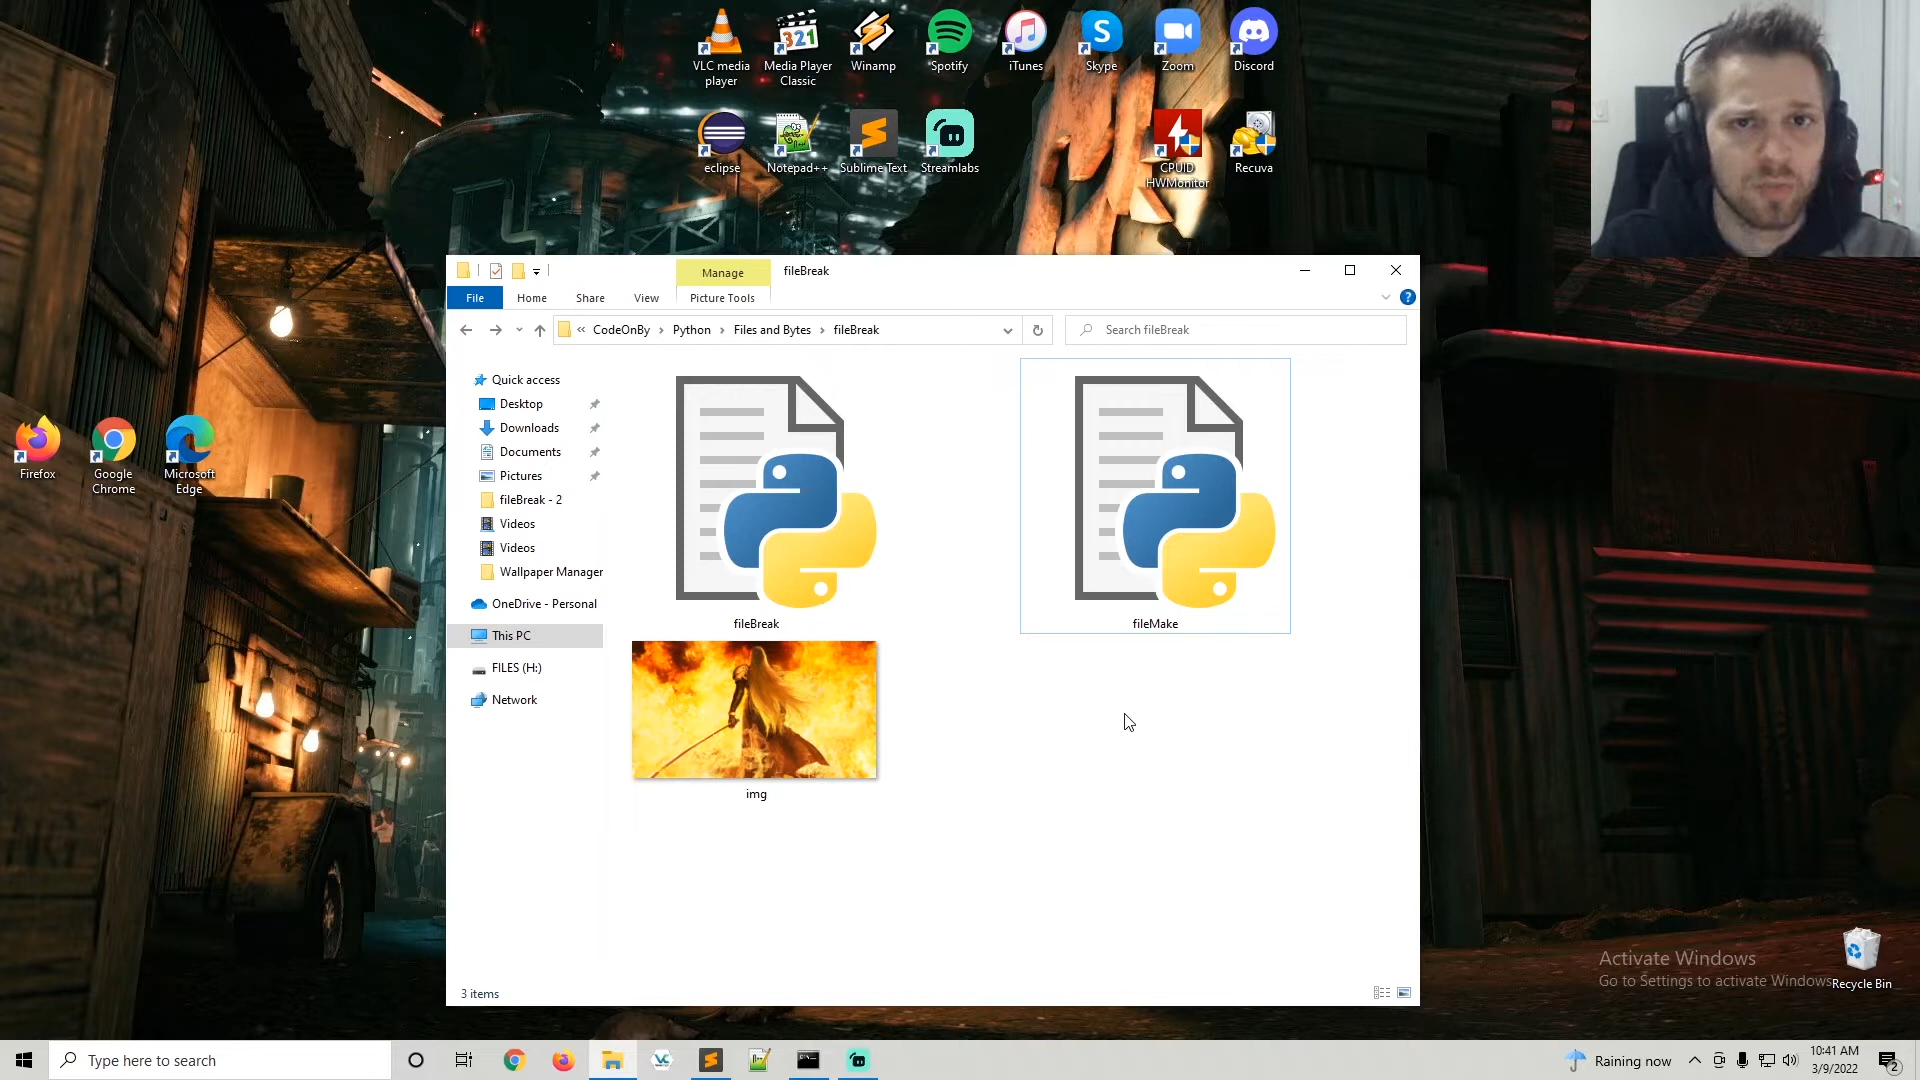 VLC media
player
Media Player
Classic
Winamp
Spotify
iTunes
Skype
Zoom
Discord
eclipse
Notepad++
Sublime Text
Streamlabs
CPUID
HWMonitor
Recuva
Firefox
Google
Chrome
Microsoft
Edge
Manage
fileBreak
File
Home
Share
View
Picture Tools
« CodeOnBy > Python > Files and Bytes > fileBreak
Search fileBreak
Quick access
Desktop
Downloads
Documents
Pictures
fileBreak - 2
Videos
Videos
Wallpaper Manager
OneDrive - Personal
This PC
FILES (H:)
Network
fileBreak
fileMake
img
3 items
Activate Windows
Go to Settings to activate Windows
Recycle Bin
Type here to search
Raining now
10:41 AM
3/9/2022
2